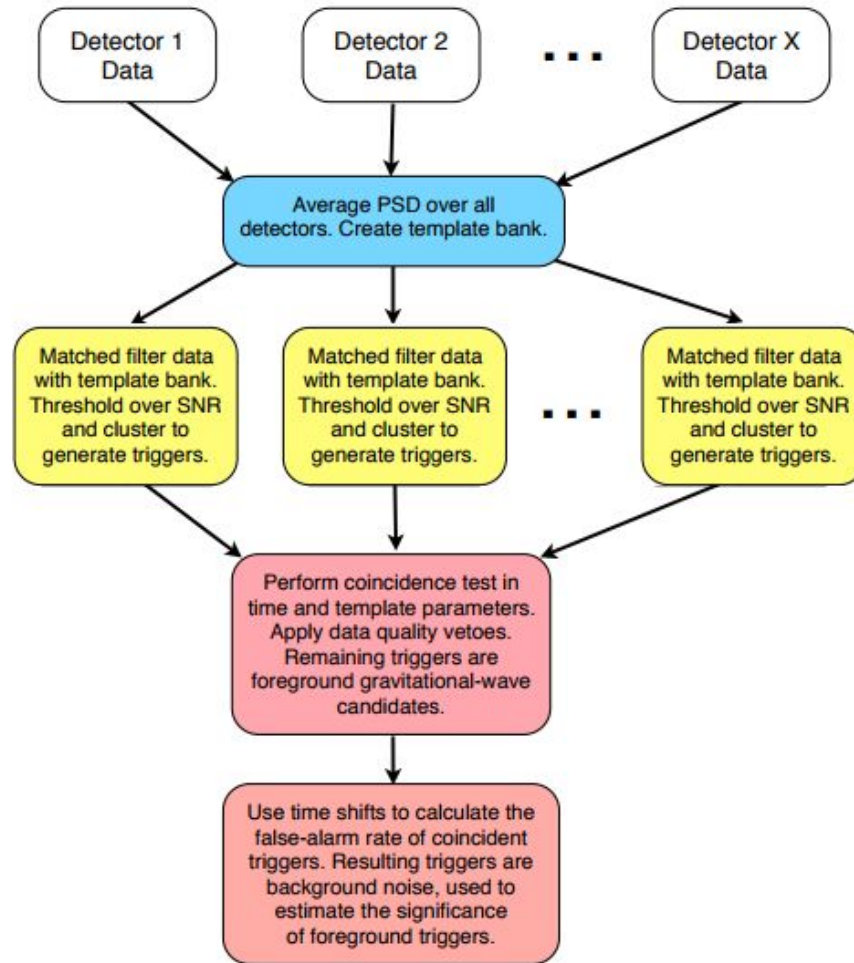 Detector 1
Data
Detector 2
Data
...
Detector X
Data
Average PSD over all
detectors. Create template bank.
Matched filter data
with template bank.
Threshold over SNR
and cluster to
generate triggers.
Matched filter data
with template bank.
Threshold over SNR
and cluster to
generate triggers.
...
Matched filter data
with template bank.
Threshold over SNR
and cluster to
generate triggers.
Perform coincidence test in
time and template parameters.
Apply data quality vetoes.
Remaining triggers are
foreground gravitational-wave
candidates.
Use time shifts to calculate the
false-alarm rate of coincident
triggers. Resulting triggers are
background noise, used to
estimate the significance
of foreground triggers.